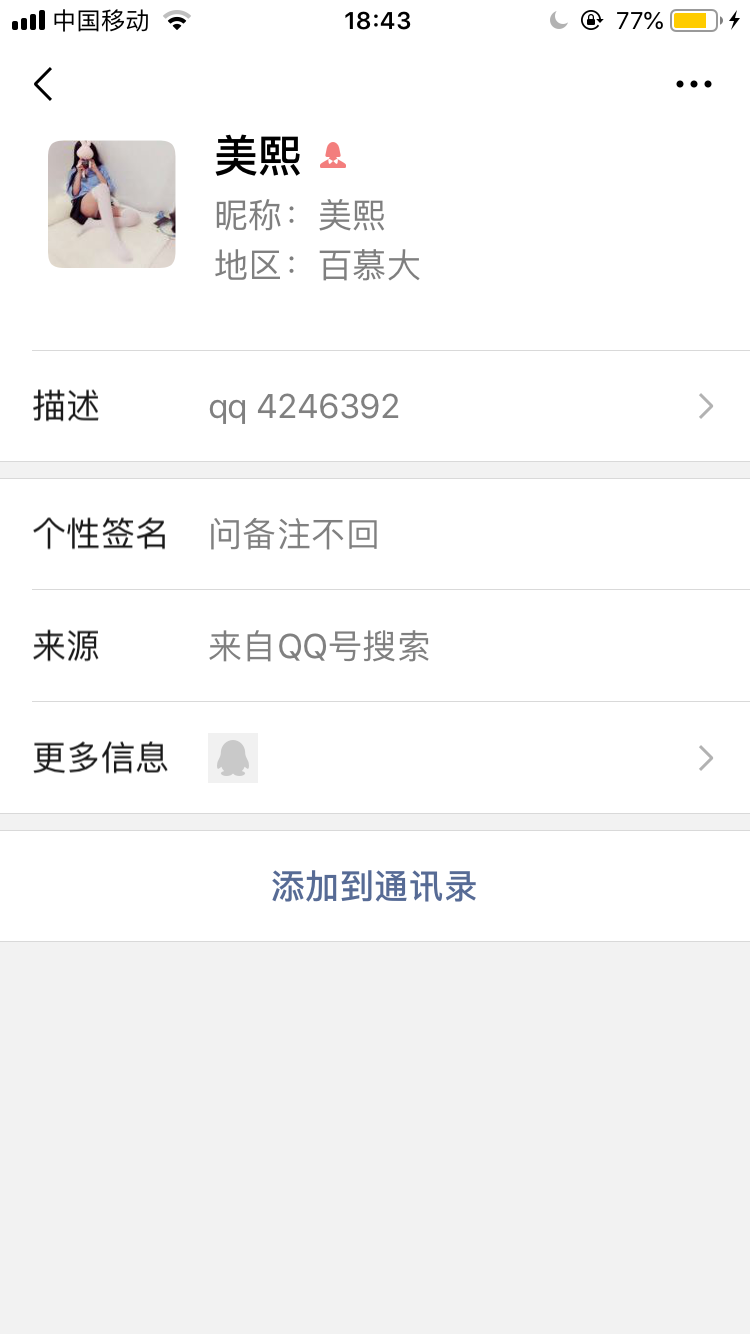 中国移动 18:43 77%
美熙
昵称：美熙
地区：百慕大
描述 qq 4246392
个性签名 问备注不回
来源 来自QQ号搜索
更多信息
添加到通讯录